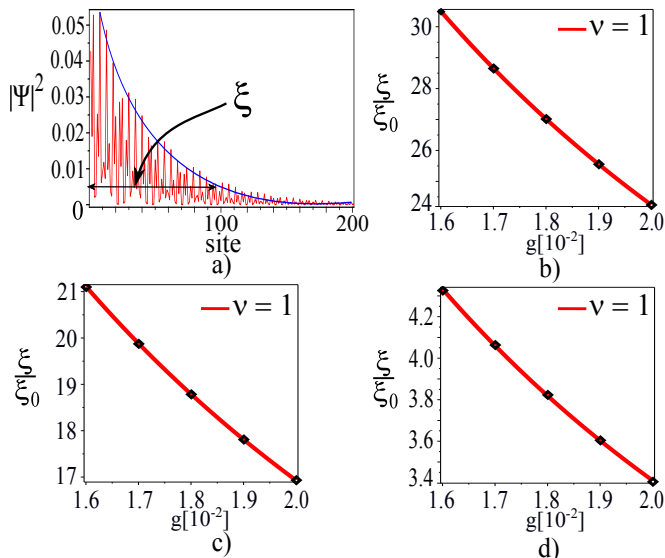 0.05
0.04
|Ψ|²
0.03
0.02
0.01
0
ξ
100
200
site
a)
30
28
26
24
ξ|ξ₀
ν = 1
1.6 1.7 1.8 1.9 2.0
g[10⁻²]
b)
21
20
19
18
17
ξ|ξ₀
ν = 1
1.6 1.7 1.8 1.9 2.0
g[10⁻²]
c)
4.2
4.0
3.8
3.6
3.4
ξ|ξ₀
ν = 1
1.6 1.7 1.8 1.9 2.0
g[10⁻²]
d)